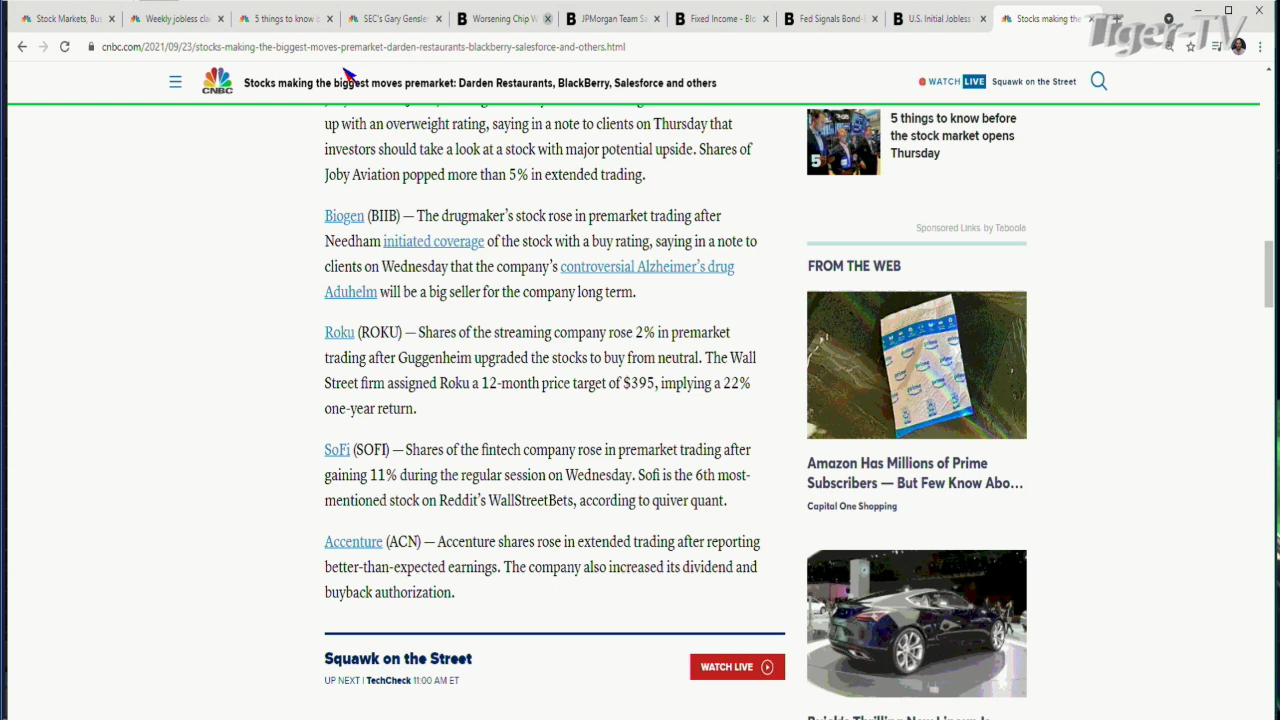 Stock Markets, Bus
Weekly jobless cla
5 things to know b
SEC's Gary Gensle
Worsening Chip W
JPMorgan Team Sa
Fixed Income - Blo
Fed Signals Bond-
U.S. Initial Jobless
Stocks making the
Tiger-TV
cnbc.com/2021/09/23/stocks-making-the-biggest-moves-premarket-darden-restaurants-blackberry-salesforce-and-others.html
CNBC
Stocks making the biggest moves premarket: Darden Restaurants, BlackBerry, Salesforce and others
WATCH LIVE Squawk on the Street
up with an overweight rating, saying in a note to clients on Thursday that
investors should take a look at a stock with major potential upside. Shares of
Joby Aviation popped more than 5% in extended trading.
Biogen (BIIB) — The drugmaker's stock rose in premarket trading after
Needham initiated coverage of the stock with a buy rating, saying in a note to
clients on Wednesday that the company's controversial Alzheimer's drug
Aduhelm will be a big seller for the company long term.
Roku (ROKU) — Shares of the streaming company rose 2% in premarket
trading after Guggenheim upgraded the stocks to buy from neutral. The Wall
Street firm assigned Roku a 12-month price target of $395, implying a 22%
one-year return.
SoFi (SOFI) — Shares of the fintech company rose in premarket trading after
gaining 11% during the regular session on Wednesday. Sofi is the 6th most-
mentioned stock on Reddit's WallStreetBets, according to quiver quant.
Accenture (ACN) — Accenture shares rose in extended trading after reporting
better-than-expected earnings. The company also increased its dividend and
buyback authorization.
Squawk on the Street
UP NEXT | TechCheck 11:00 AM ET
WATCH LIVE
5
5 things to know before
the stock market opens
Thursday
Sponsored Links by Taboola
FROM THE WEB
Amazon Has Millions of Prime
Subscribers — But Few Know Abo…
Capital One Shopping